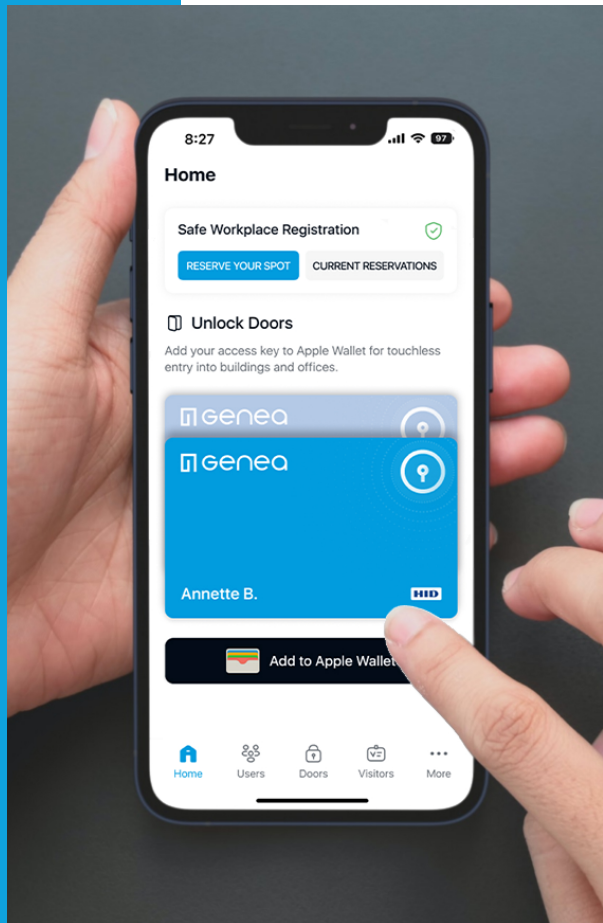 8:27
97
Home
Safe Workplace Registration
RESERVE YOUR SPOT
CURRENT RESERVATIONS
Unlock Doors
Add your access key to Apple Wallet for touchless
entry into buildings and offices.
Genea
Genea
Annette B.
HID
Add to Apple Wallet
Home
Users
Doors
Visitors
More